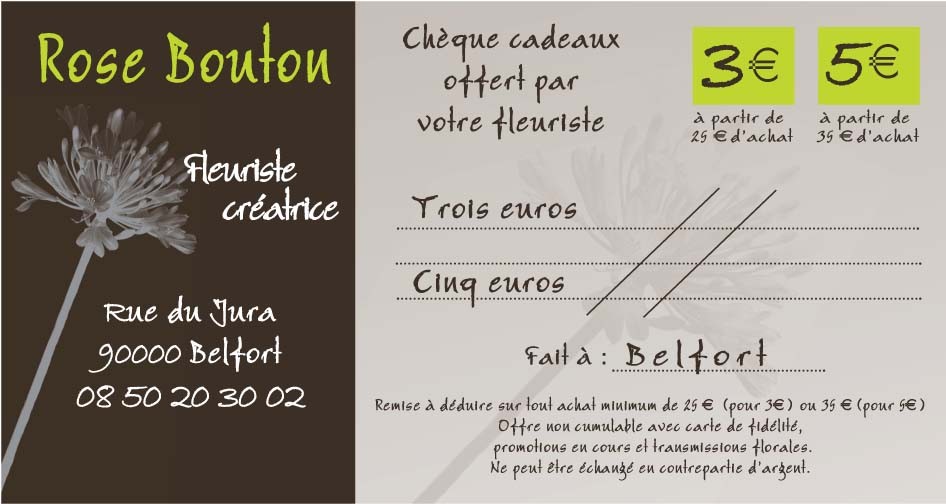 Rose Bouton
Fleuriste
créatrice
Rue du Jura
90000 Belfort
08 50 20 30 02
Chèque cadeaux
offert par
votre fleuriste
3€
à partir de
25 € d'achat
5€
à partir de
35 € d'achat
Trois euros
Cinq euros
Fait à : Belfort
Remise à déduire sur tout achat minimum de 25 € (pour 3€) ou 35 € (pour 5€)
Offre non cumulable avec carte de fidélité,
promotions en cours et transmissions florales.
Ne peut être échangé en contrepartie d'argent.